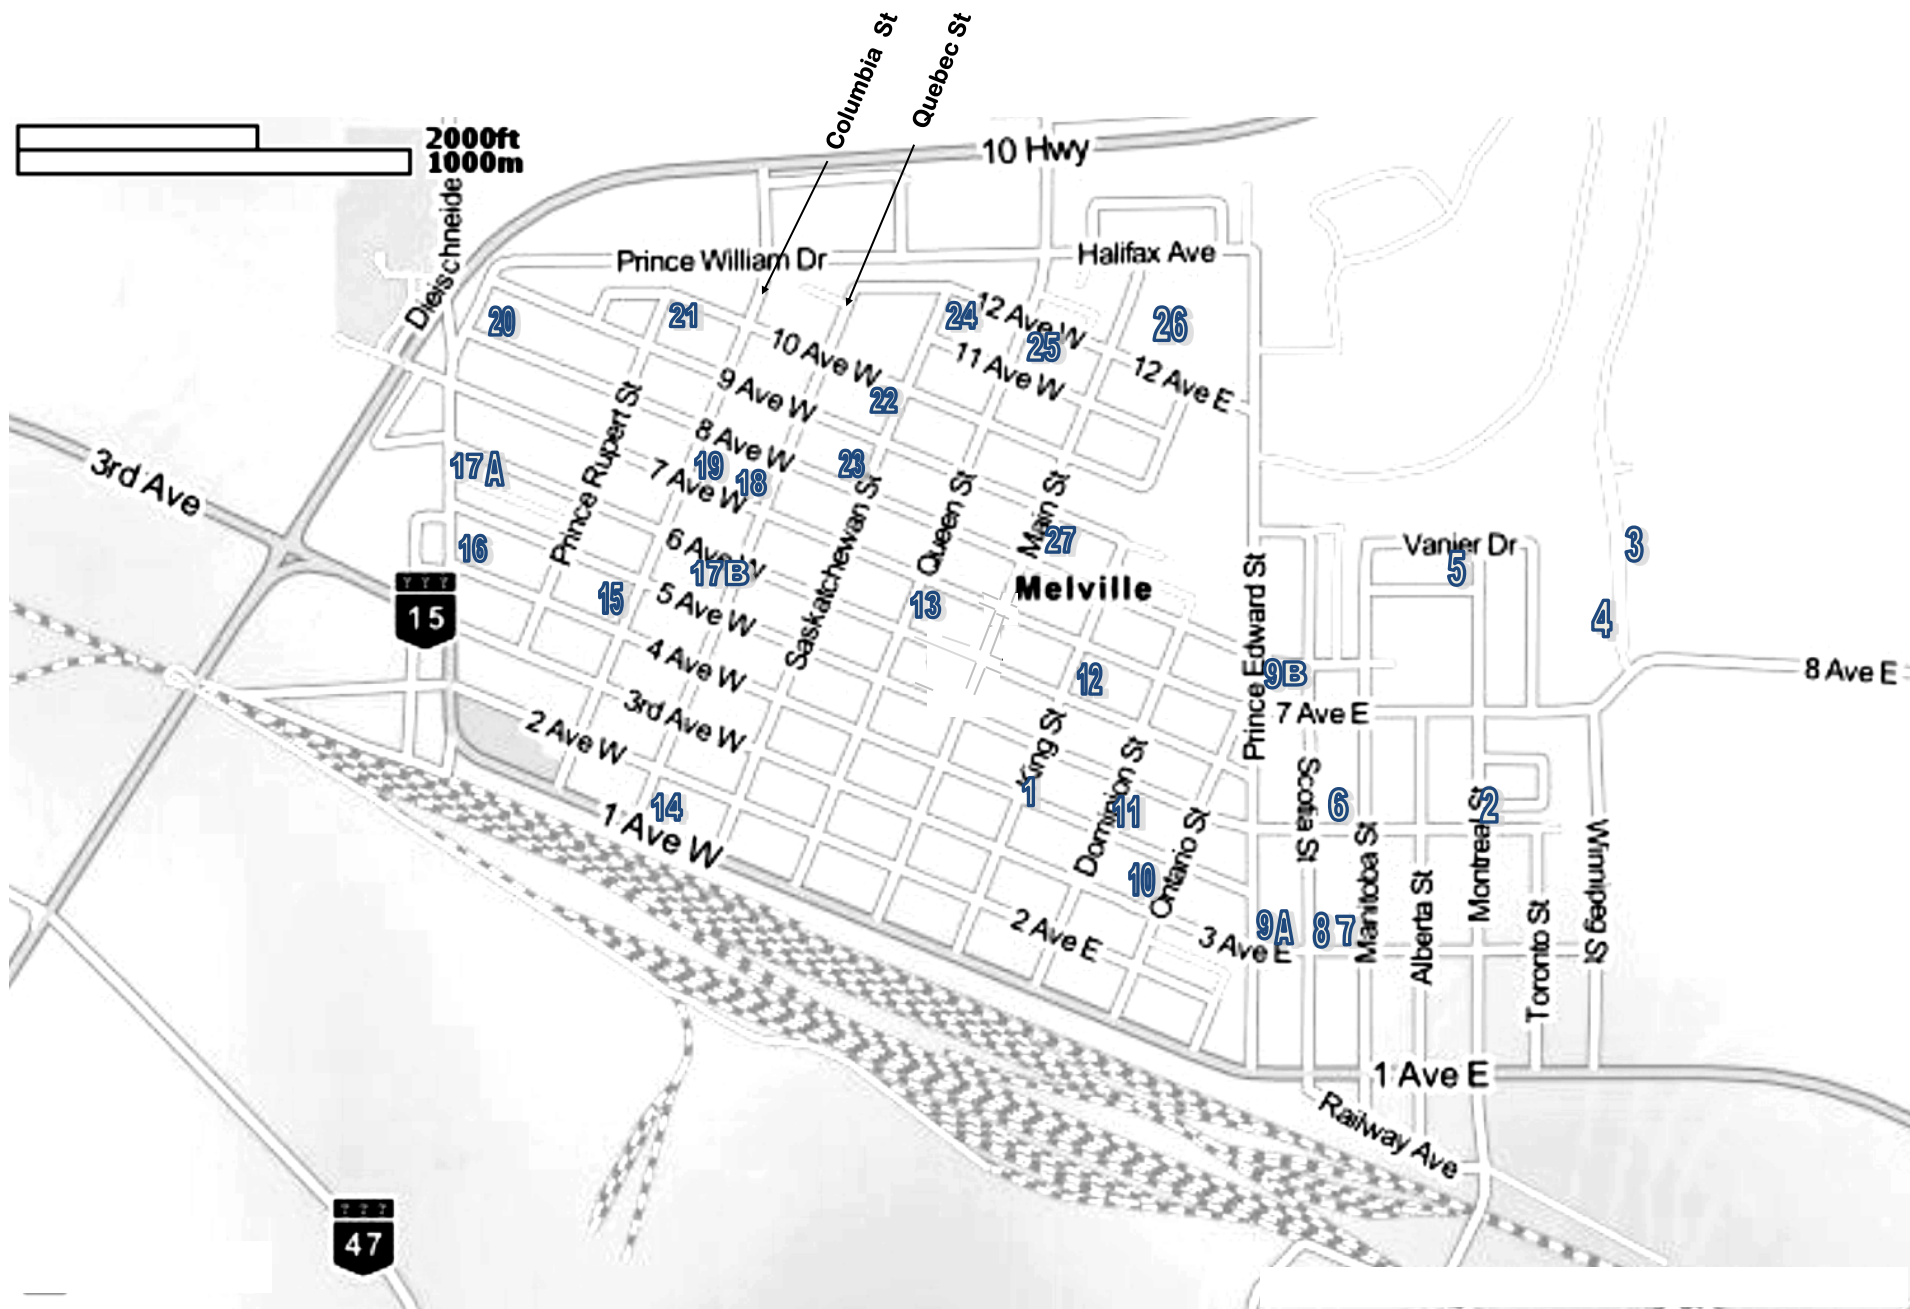 Columbia St
Quebec St
2000ft
1000m
10 Hwy
Dieischneide
Prince William Dr
Halifax Ave
20
21
24
12 Ave W
25
26
10 Ave W
11 Ave W
12 Ave E
9 Ave W
22
Prince Rupert St
8 Ave W
23
3rd Ave
17A
19
18
7 Ave W
Saskatchewan St
Queen St
Main St
27
6 Ave W
17B
16
15
5 Ave W
13
Melville
Prince Edward St
Vanier Dr
5
3
4
15
4 Ave W
12
9B
8 Ave E
7 Ave E
3rd Ave W
2 Ave W
King St
1
Dominion St
11
Ontario St
Scotia St
6
2
14
1 Ave W
10
Manitoba St
Alberta St
Montreal St
Toronto St
Winnipeg St
2 Ave E
3 Ave E
9A
8
7
1 Ave E
Railway Ave
47